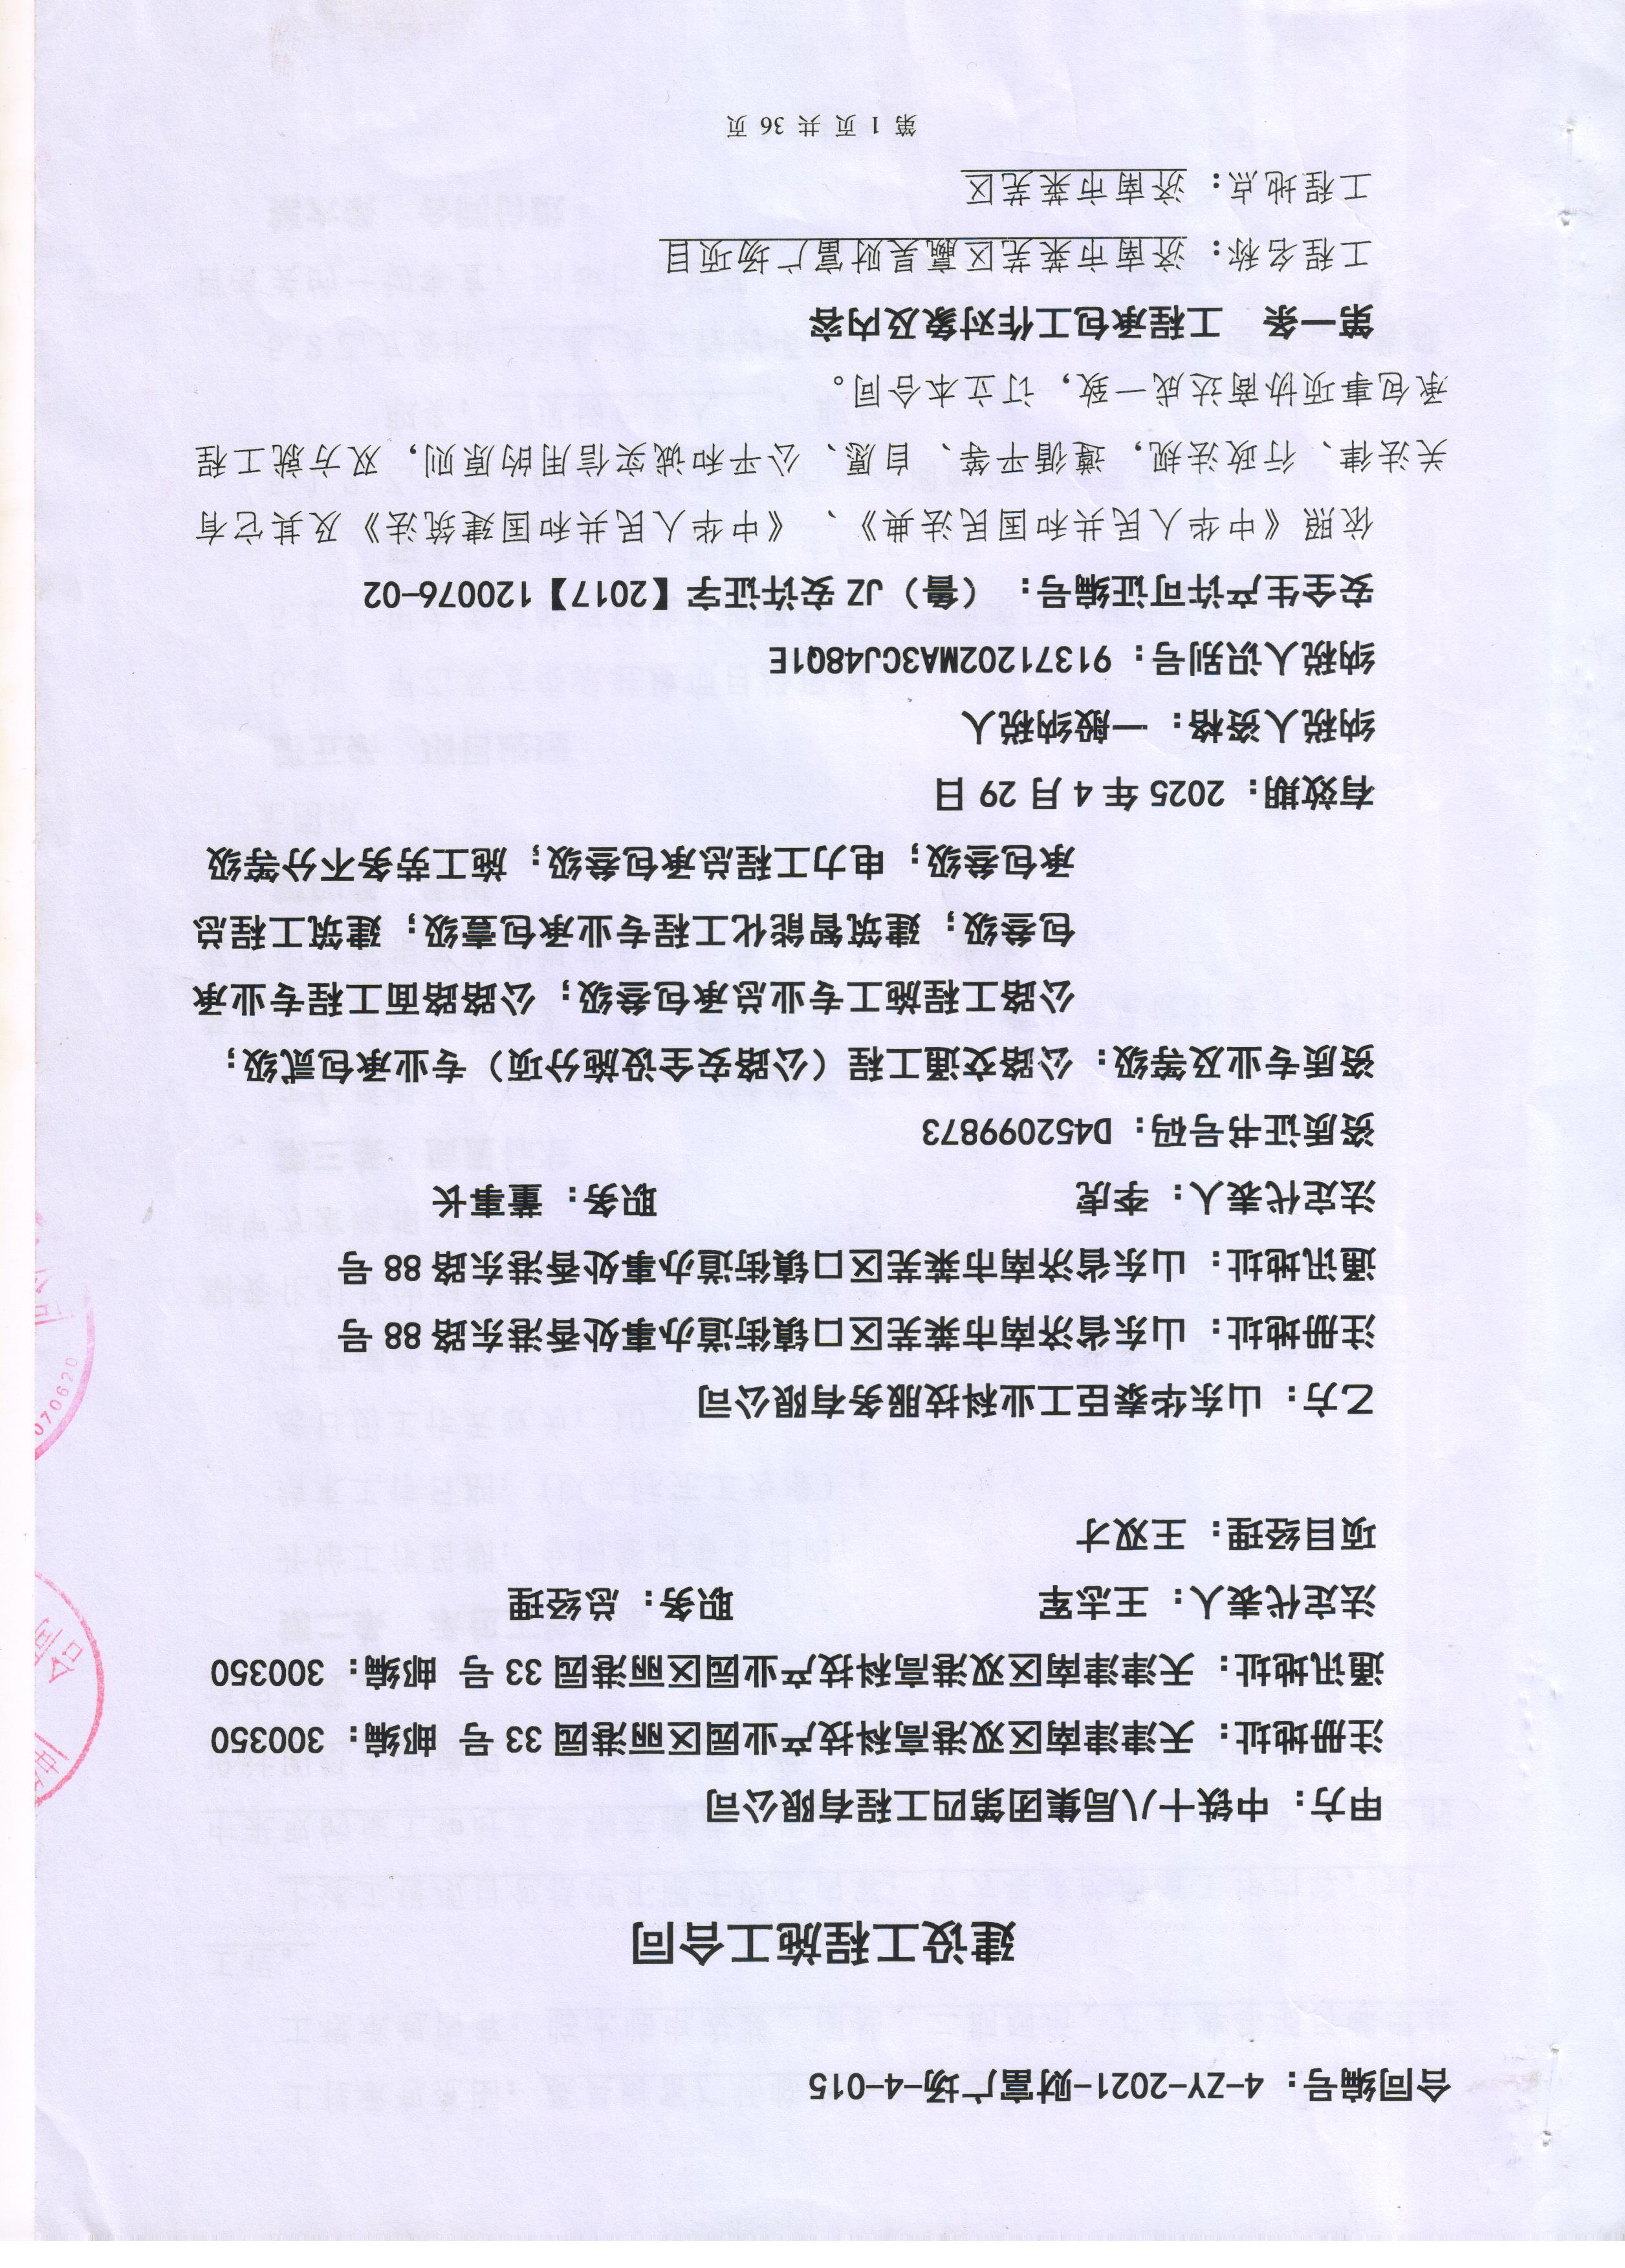 合同编号：4-ZY-2021-财富广场-4-015
建设工程施工合同
甲方：中铁十八局集团第四工程有限公司
注册地址：天津津南区双港高科技产业园区丽港园 33 号 邮编：300350
通讯地址：天津津南区双港高科技产业园区丽港园 33 号 邮编：300350
法定代表人：王志军 职务：总经理
项目经理：王双才
乙方：山东华泰臣工业科技服务有限公司
注册地址：山东省济南市莱芜区口镇街道办事处香港东路 88 号
通讯地址：山东省济南市莱芜区口镇街道办事处香港东路 88 号
法定代表人：李虎 职务：董事长
资质证书号码：D452099873
资质专业及等级：公路交通工程（公路安全设施分项）专业承包贰级；
公路工程施工专业总承包叁级；公路路面工程专业承
包叁级；建筑智能化工程专业承包壹级；建筑工程总
承包叁级；电力工程总承包叁级；施工劳务不分等级
有效期：2025 年 4 月 29 日
纳税人资格：一般纳税人
纳税人识别号：91371202MA3CJ48Q1E
安全生产许可证编号：（鲁）JZ 安许证字【2017】120076-02
依照《中华人民共和国民法典》、《中华人民共和国建筑法》及其它有
关法律、行政法规，遵循平等、自愿、公平和诚实信用的原则，双方就工程
承包事项协商达成一致，订立本合同。
第一条 工程承包工作对象及内容
工程名称：济南市莱芜区嬴昊财富广场项目
工程地点：济南市莱芜区
第 1 页 共 36 页